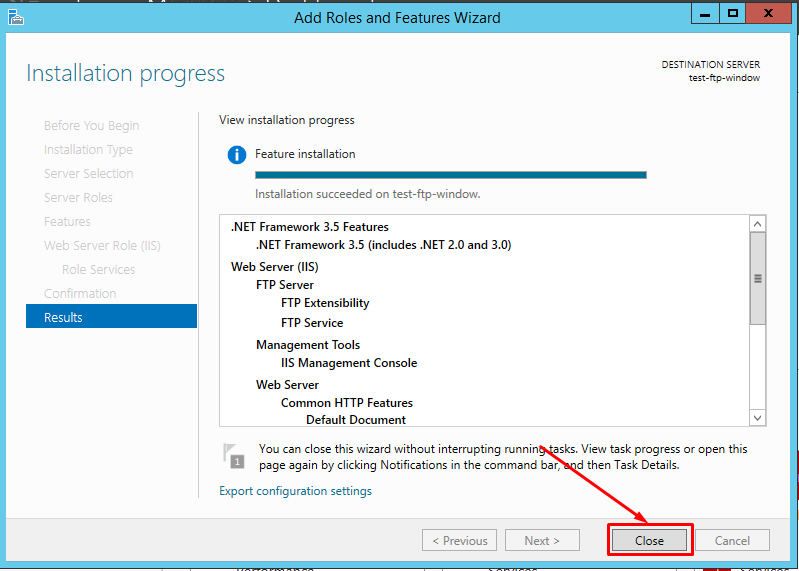 Add Roles and Features Wizard
Installation progress
DESTINATION SERVER
test-ftp-window
Before You Begin
Installation Type
Server Selection
Server Roles
Features
Web Server Role (IIS)
Role Services
Confirmation
Results
View installation progress
Feature installation
Installation succeeded on test-ftp-window.
.NET Framework 3.5 Features
.NET Framework 3.5 (includes .NET 2.0 and 3.0)
Web Server (IIS)
FTP Server
FTP Extensibility
FTP Service
Management Tools
IIS Management Console
Web Server
Common HTTP Features
Default Document
1
You can close this wizard without interrupting running tasks. View task progress or open this
page again by clicking Notifications in the command bar, and then Task Details.
Export configuration settings
< Previous
Next >
Close
Cancel